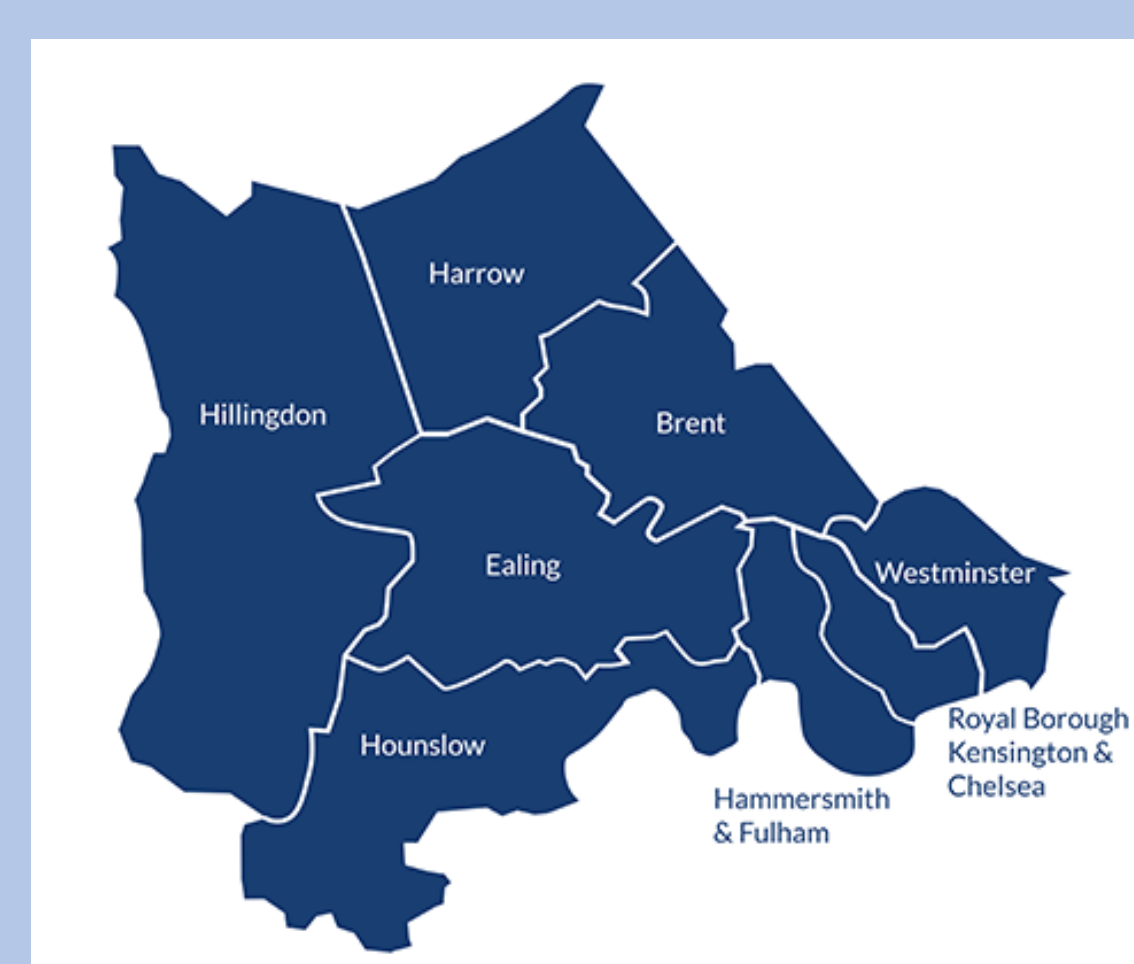 Harrow
Hillingdon
Brent
Ealing
Westminster
Hounslow
Royal Borough
Kensington &
Chelsea
Hammersmith
& Fulham